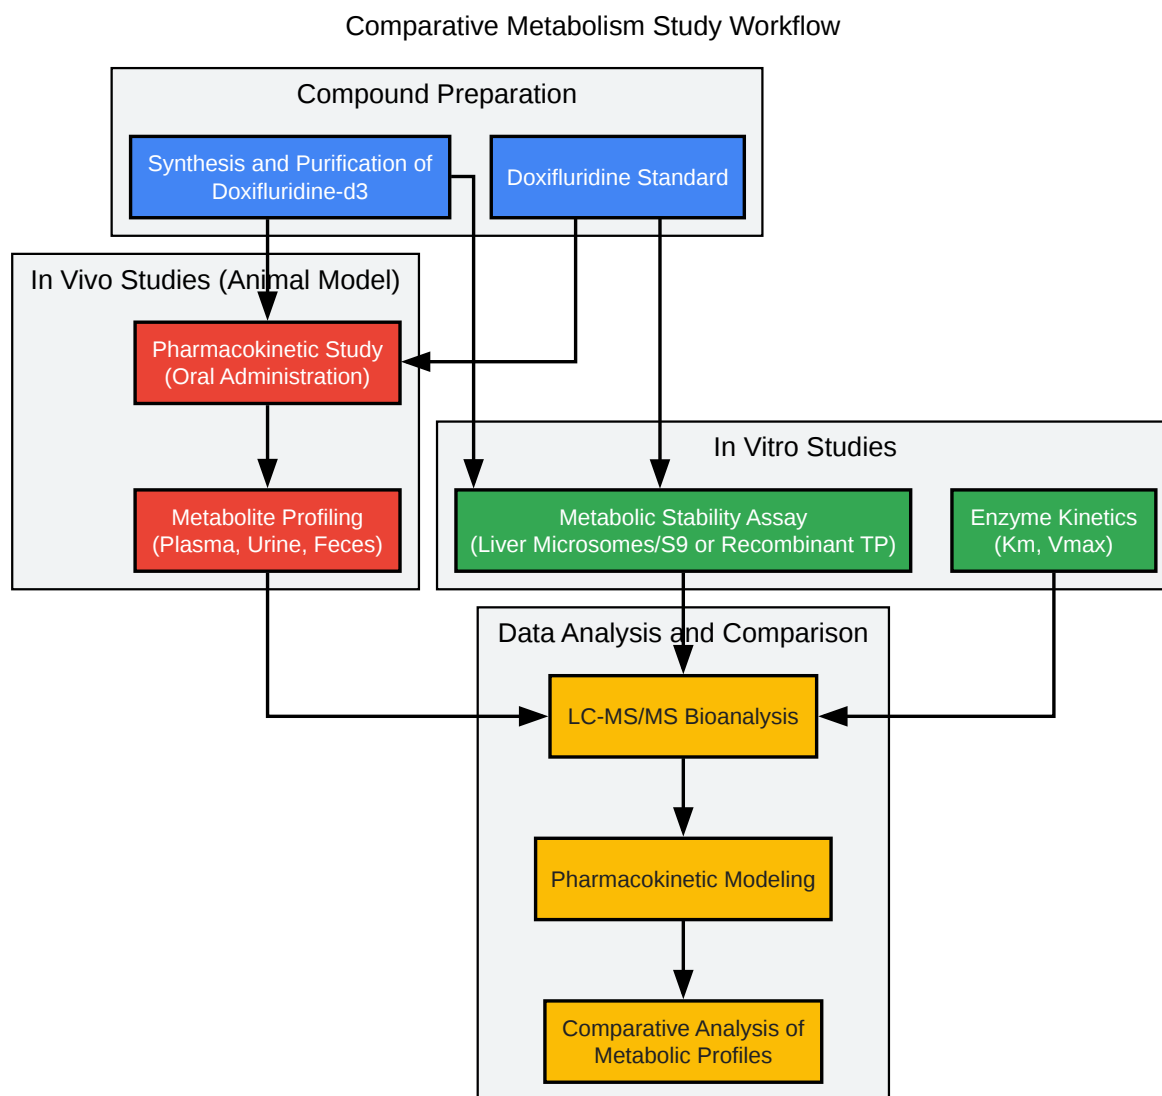 Comparative Metabolism Study Workflow
Compound Preparation
Synthesis and Purification of
Doxifluridine-d3
Doxifluridine Standard
In Vivo Studies (Animal Model)
Pharmacokinetic Study
(Oral Administration)
In Vitro Studies
Metabolite Profiling
(Plasma, Urine, Feces)
Metabolic Stability Assay
(Liver Microsomes/S9 or Recombinant TP)
Enzyme Kinetics
(Km, Vmax)
Data Analysis and Comparison
LC-MS/MS Bioanalysis
Pharmacokinetic Modeling
Comparative Analysis of
Metabolic Profiles